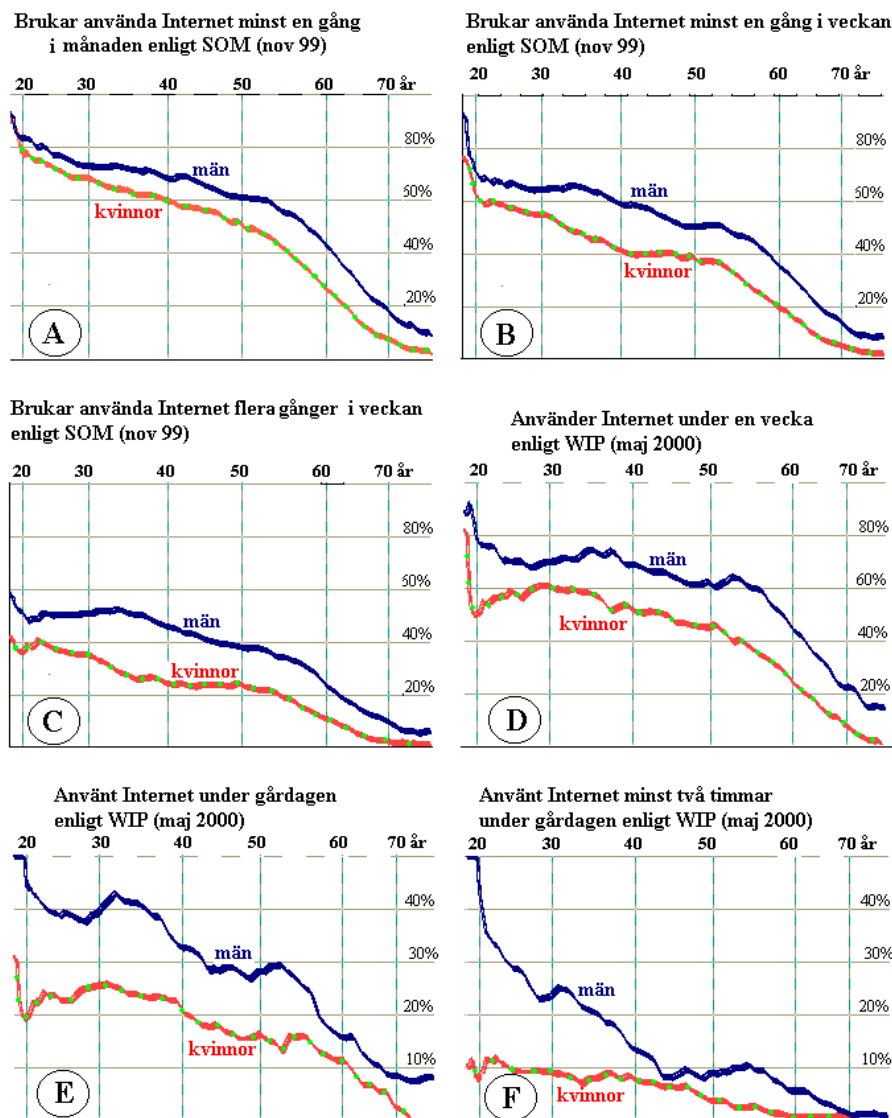 Brukar använda Internet minst en gång
i månaden enligt SOM (nov 99)
20 30 40 50 60 70 år
80%
män
60%
kvinnor
40%
20%
A
Brukar använda Internet minst en gång i veckan
enligt SOM (nov 99)
20 30 40 50 60 70 år
80%
män
60%
40%
kvinnor
20%
B
Brukar använda Internet flera gånger i veckan
enligt SOM (nov 99)
20 30 40 50 60 70 år
80%
60%
män
40%
kvinnor
20%
C
Använder Internet under en vecka
enligt WIP (maj 2000)
20 30 40 50 60 70 år
80%
män
60%
kvinnor
40%
20%
D
Använt Internet under gårdagen
enligt WIP (maj 2000)
20 30 40 50 60 70 år
40%
män
30%
20%
kvinnor
10%
E
Använt Internet minst två timmar
under gårdagen enligt WIP (maj 2000)
20 30 40 50 60 70 år
40%
30%
män
20%
10%
kvinnor
F